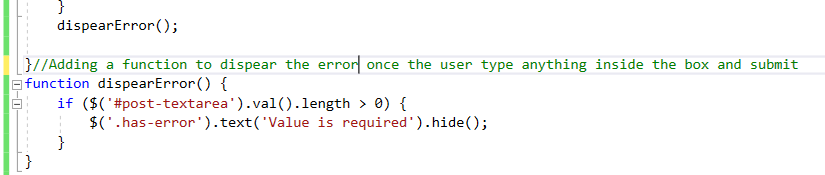 }
dispearError();
}//Adding a function to dispear the error once the user type anything inside the box and submit
function dispearError() {
if ($('#post-textarea').val().length > 0) {
$('.has-error').text('Value is required').hide();
}
}